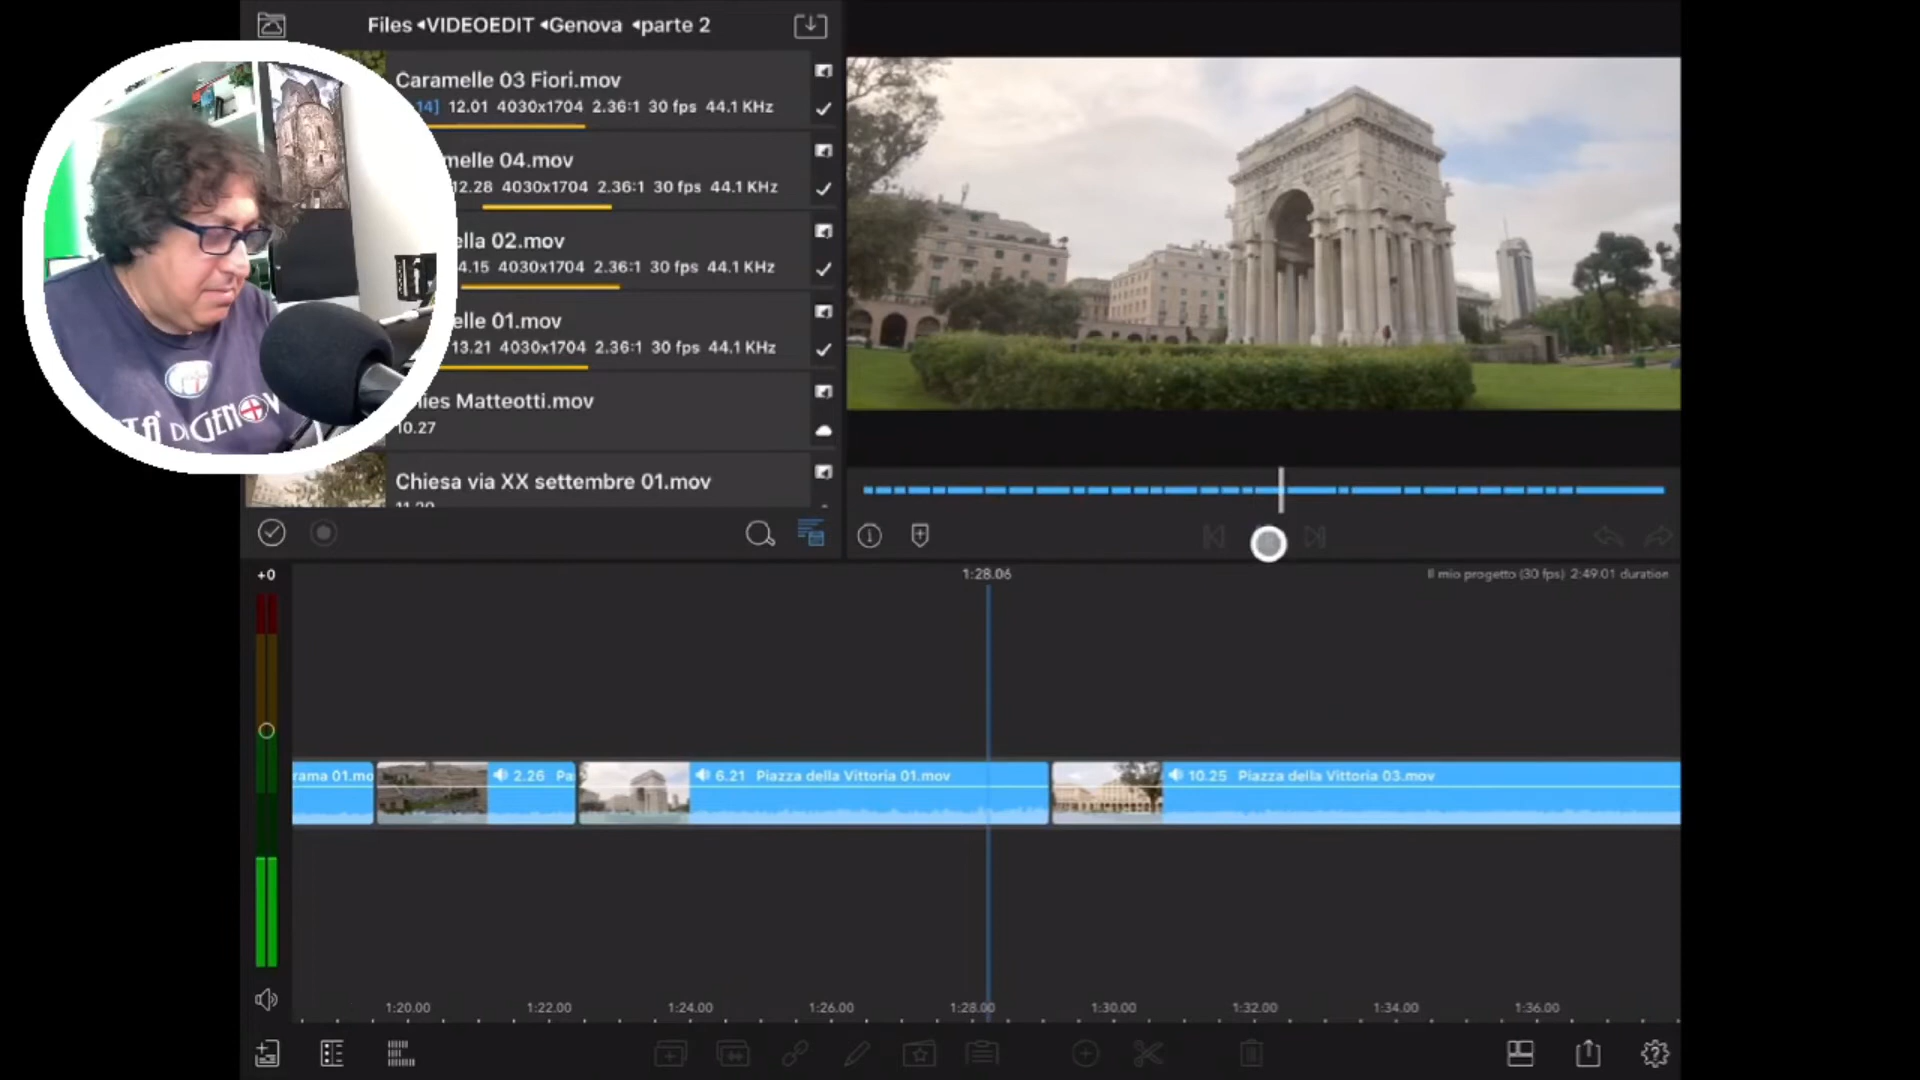 Files ◂VIDEOEDIT ◂Genova ◂parte 2
Caramelle 03 Fiori.mov
14] 12.01 4030x1704 2.36:1 30 fps 44.1 KHz
melle 04.mov
12.28 4030x1704 2.36:1 30 fps 44.1 KHz
ella 02.mov
4.15 4030x1704 2.36:1 30 fps 44.1 KHz
elle 01.mov
13.21 4030x1704 2.36:1 30 fps 44.1 KHz
Matteotti.mov
10.27
Chiesa via XX settembre 01.mov
TÀ DI GENOV
+0
1:28.06
Il mio progetto (30 fps) 2:49.01 duration
rama 01.mo
2.26 Pa
6.21 Piazza della Vittoria 01.mov
10.25 Piazza della Vittoria 03.mov
1:20.00 1:22.00 1:24.00 1:26.00 1:28.00 1:30.00 1:32.00 1:34.00 1:36.00